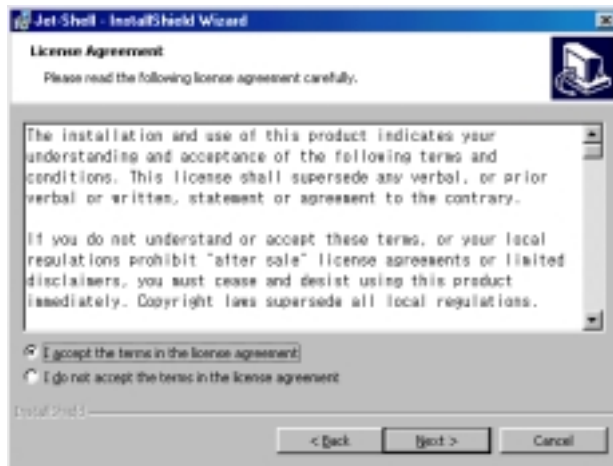 Jet-Shell - InstallShield Wizard
License Agreement
Please read the following license agreement carefully.
The installation and use of this product indicates your
understanding and acceptance of the following terms and
conditions. This license shall supersede any verbal, or prior
verbal or written, statement or agreement to the contrary.
If you do not understand or accept these terms, or your local
regulations prohibit "after sale" license agreements or limited
disclaimers, you must cease and desist using this product
immediately. Copyright laws supersede all local regulations.
I accept the terms in the license agreement
I do not accept the terms in the license agreement
InstallShield
< Back
Next >
Cancel